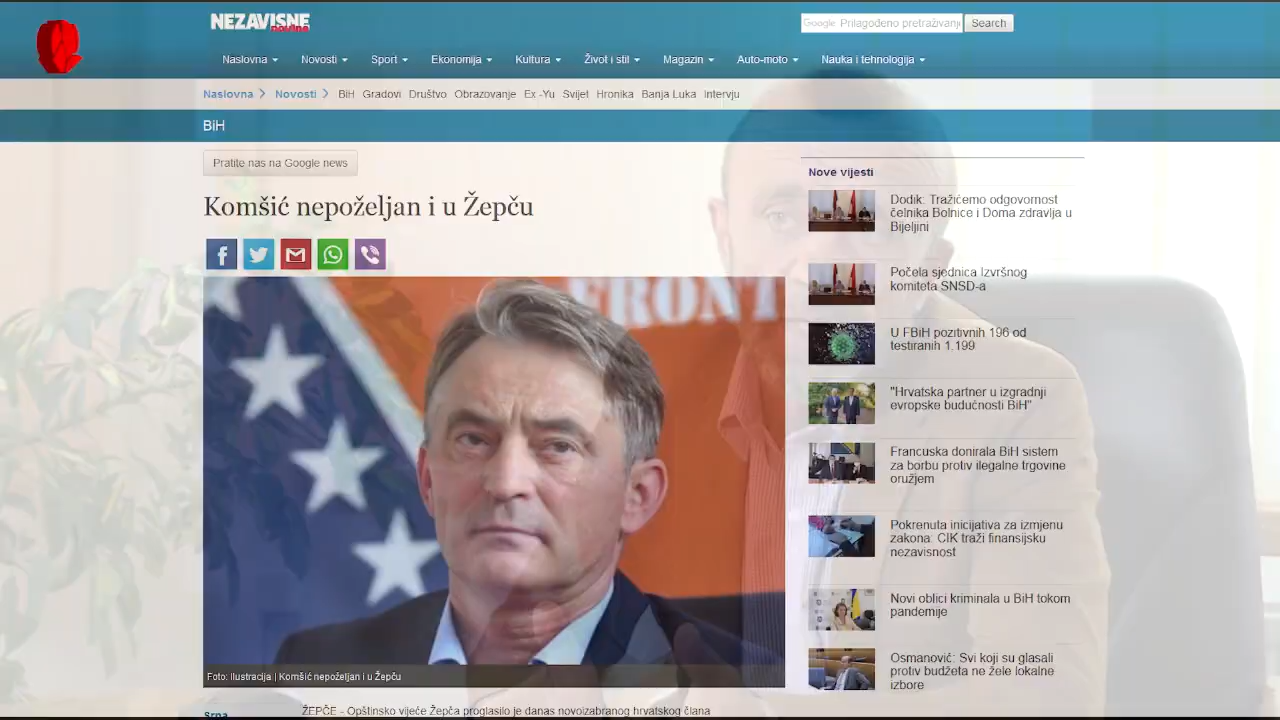 NEZAVISNE
novine
Google Prilagođeno pretraživanj
Search
Naslovna Novosti Sport Ekonomija Kultura Život i stil Magazin Auto-moto Nauka i tehnologija
Naslovna Novosti BiH Gradovi Društvo Obrazovanje Ex -Yu Svijet Hronika Banja Luka Intervju
BiH
Pratite nas na Google news
Komšić nepoželjan i u Žepču
FRONT
Foto: Ilustracija | Komšić nepoželjan i u Žepču
Srna
ŽEPČE - Opštinsko vijeće Žepča proglasilo je danas novoizabranog hrvatskog člana
Nove vijesti
Dodik: Tražićemo odgovornost
čelnika Bolnice i Doma zdravlja u
Bijeljini
Počela sjednica Izvršnog
komiteta SNSD-a
U FBiH pozitivnih 196 od
testiranih 1.199
"Hrvatska partner u izgradnji
evropske budućnosti BiH"
Francuska donirala BiH sistem
za borbu protiv ilegalne trgovine
oružjem
Pokrenuta inicijativa za izmjenu
zakona: CIK traži finansijsku
nezavisnost
Novi oblici kriminala u BiH tokom
pandemije
Osmanović: Svi koji su glasali
protiv budžeta ne žele lokalne
izbore